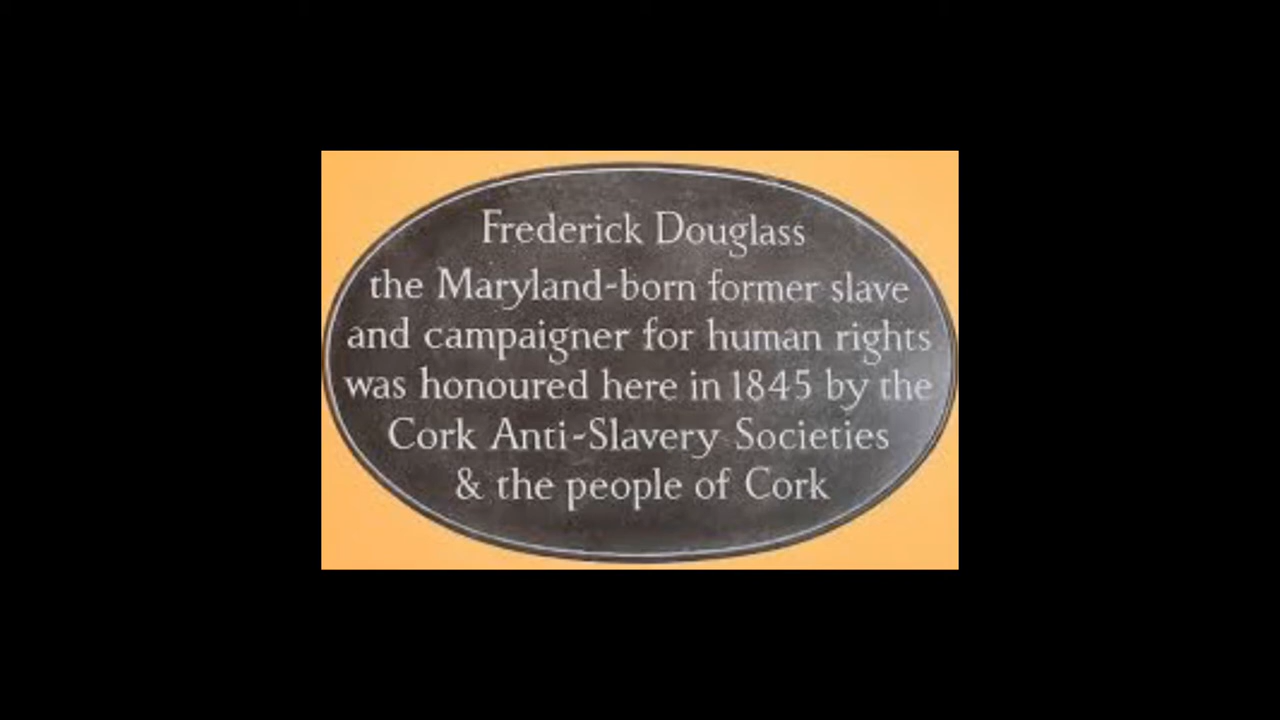 Frederick Douglass
the Maryland-born former slave
and campaigner for human rights
was honoured here in 1845 by the
Cork Anti-Slavery Societies
& the people of Cork